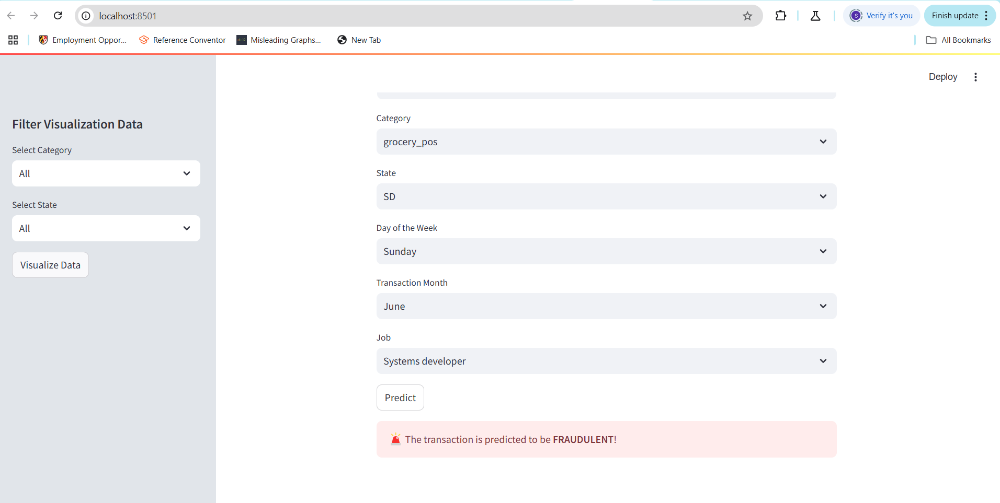 localhost:8501
Verify it's you
Finish update
Employment Oppor...
Reference Conventor
Misleading Graphs...
New Tab
All Bookmarks
Deploy
Filter Visualization Data
Select Category
All
Select State
All
Visualize Data
Category
grocery_pos
State
SD
Day of the Week
Sunday
Transaction Month
June
Job
Systems developer
Predict
The transaction is predicted to be FRAUDULENT!